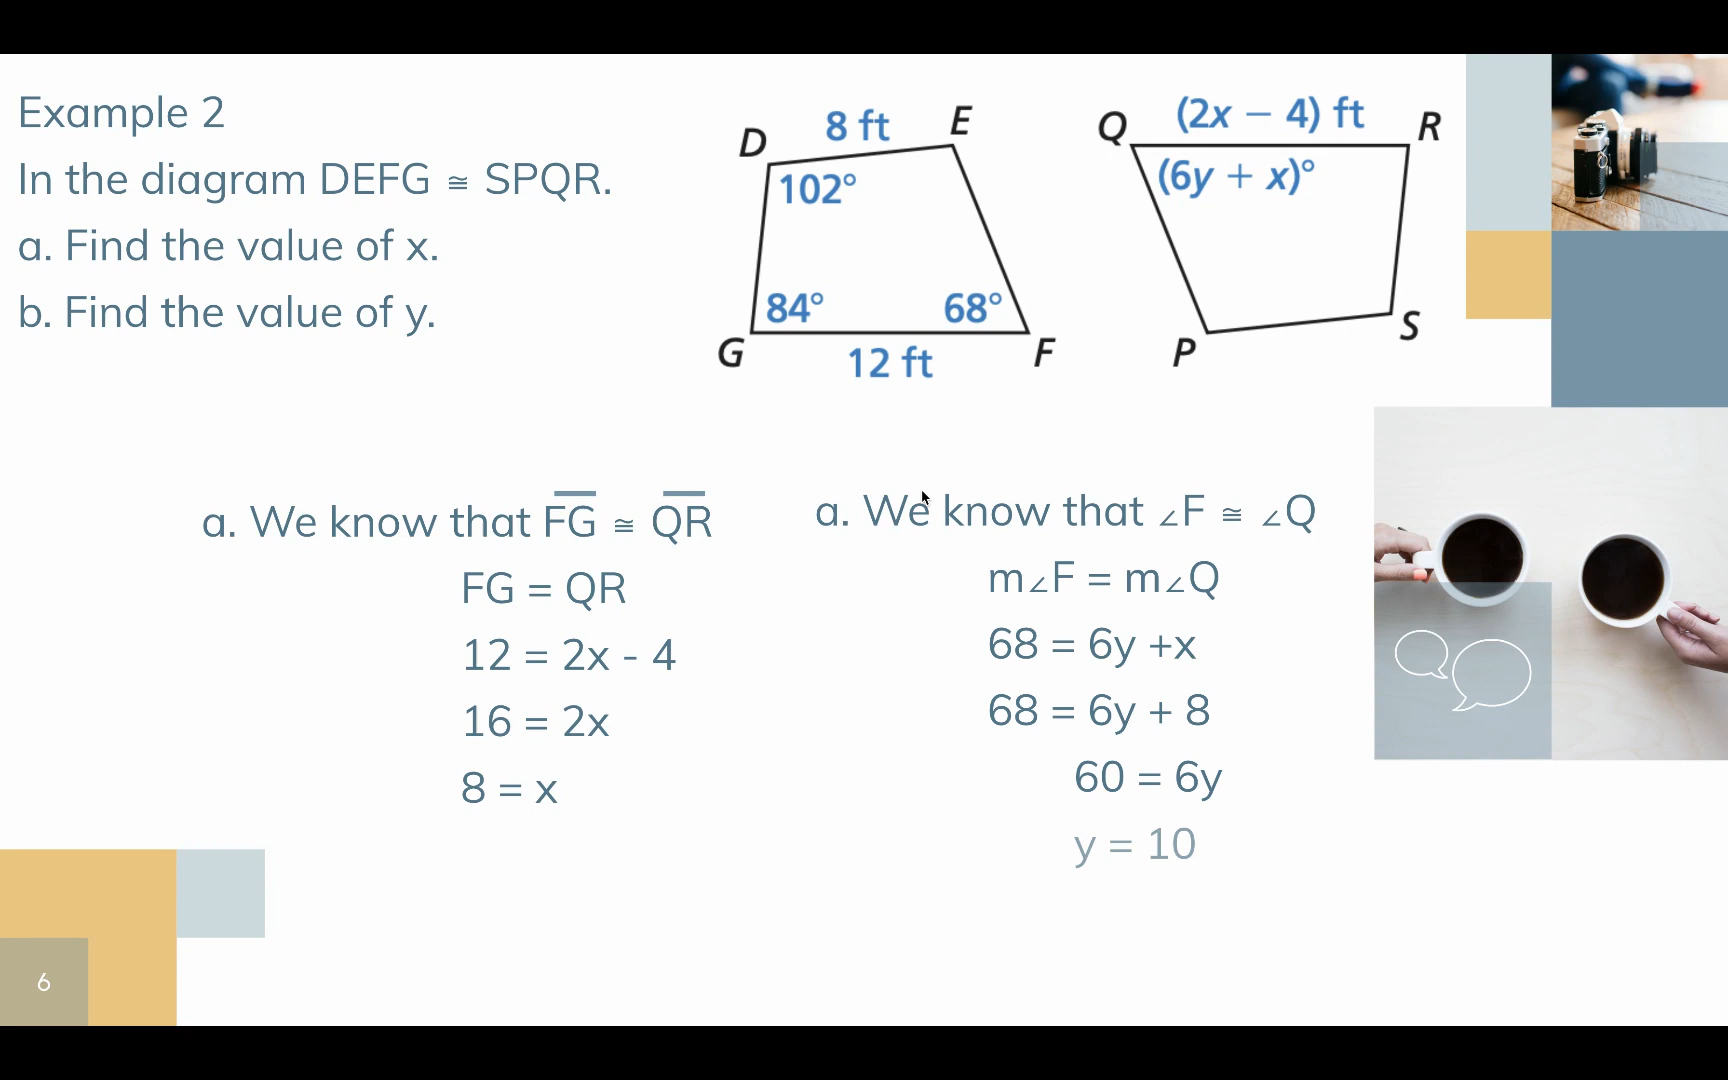 Example 2
In the diagram DEFG ≅ SPQR.
a. Find the value of x.
b. Find the value of y.
D
8 ft
E
102°
84°
68°
G
12 ft
F
Q
(2x − 4) ft
R
(6y + x)°
P
S
a. We know that F̅G̅ ≅ Q̅R̅
FG = QR
12 = 2x - 4
16 = 2x
8 = x
a. We know that ∠F ≅ ∠Q
m∠F = m∠Q
68 = 6y +x
68 = 6y + 8
60 = 6y
y = 10
6